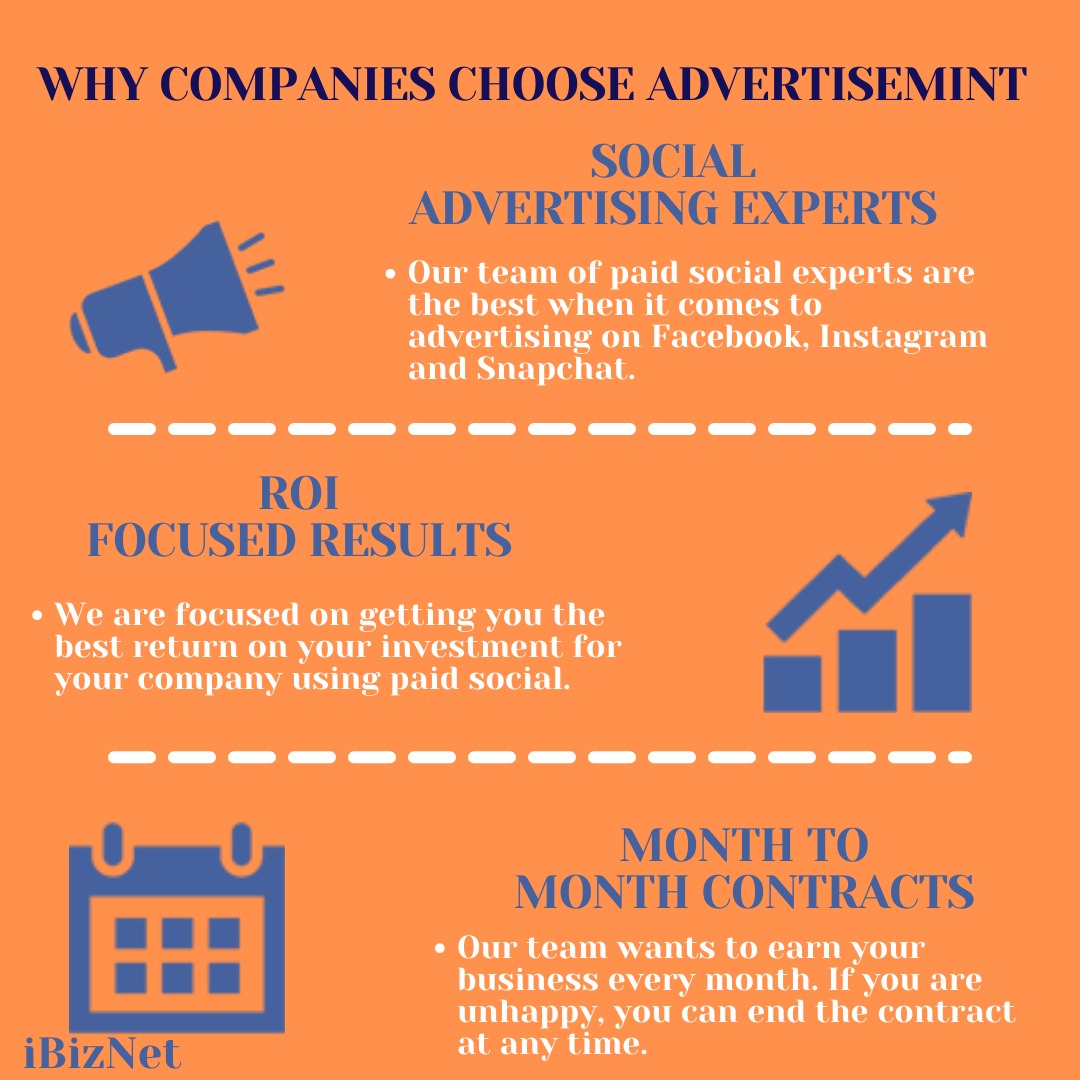 WHY COMPANIES CHOOSE ADVERTISEMINT
SOCIAL
ADVERTISING EXPERTS
• Our team of paid social experts are
the best when it comes to
advertising on Facebook, Instagram
and Snapchat.
ROI
FOCUSED RESULTS
• We are focused on getting you the
best return on your investment for
your company using paid social.
MONTH TO
MONTH CONTRACTS
• Our team wants to earn your
business every month. If you are
unhappy, you can end the contract
at any time.
iBizNet